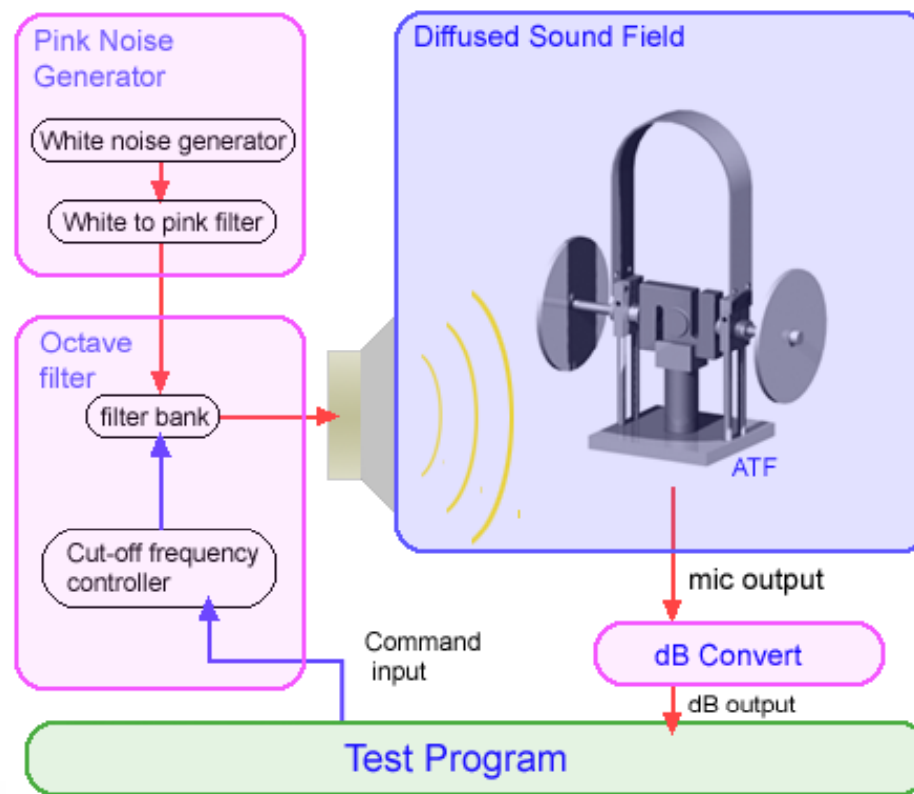 Pink Noise
Generator
White noise generator
White to pink filter
Octave
filter
filter bank
Cut-off frequency
controller
Command
input
Diffused Sound Field
ATF
mic output
dB Convert
dB output
Test Program